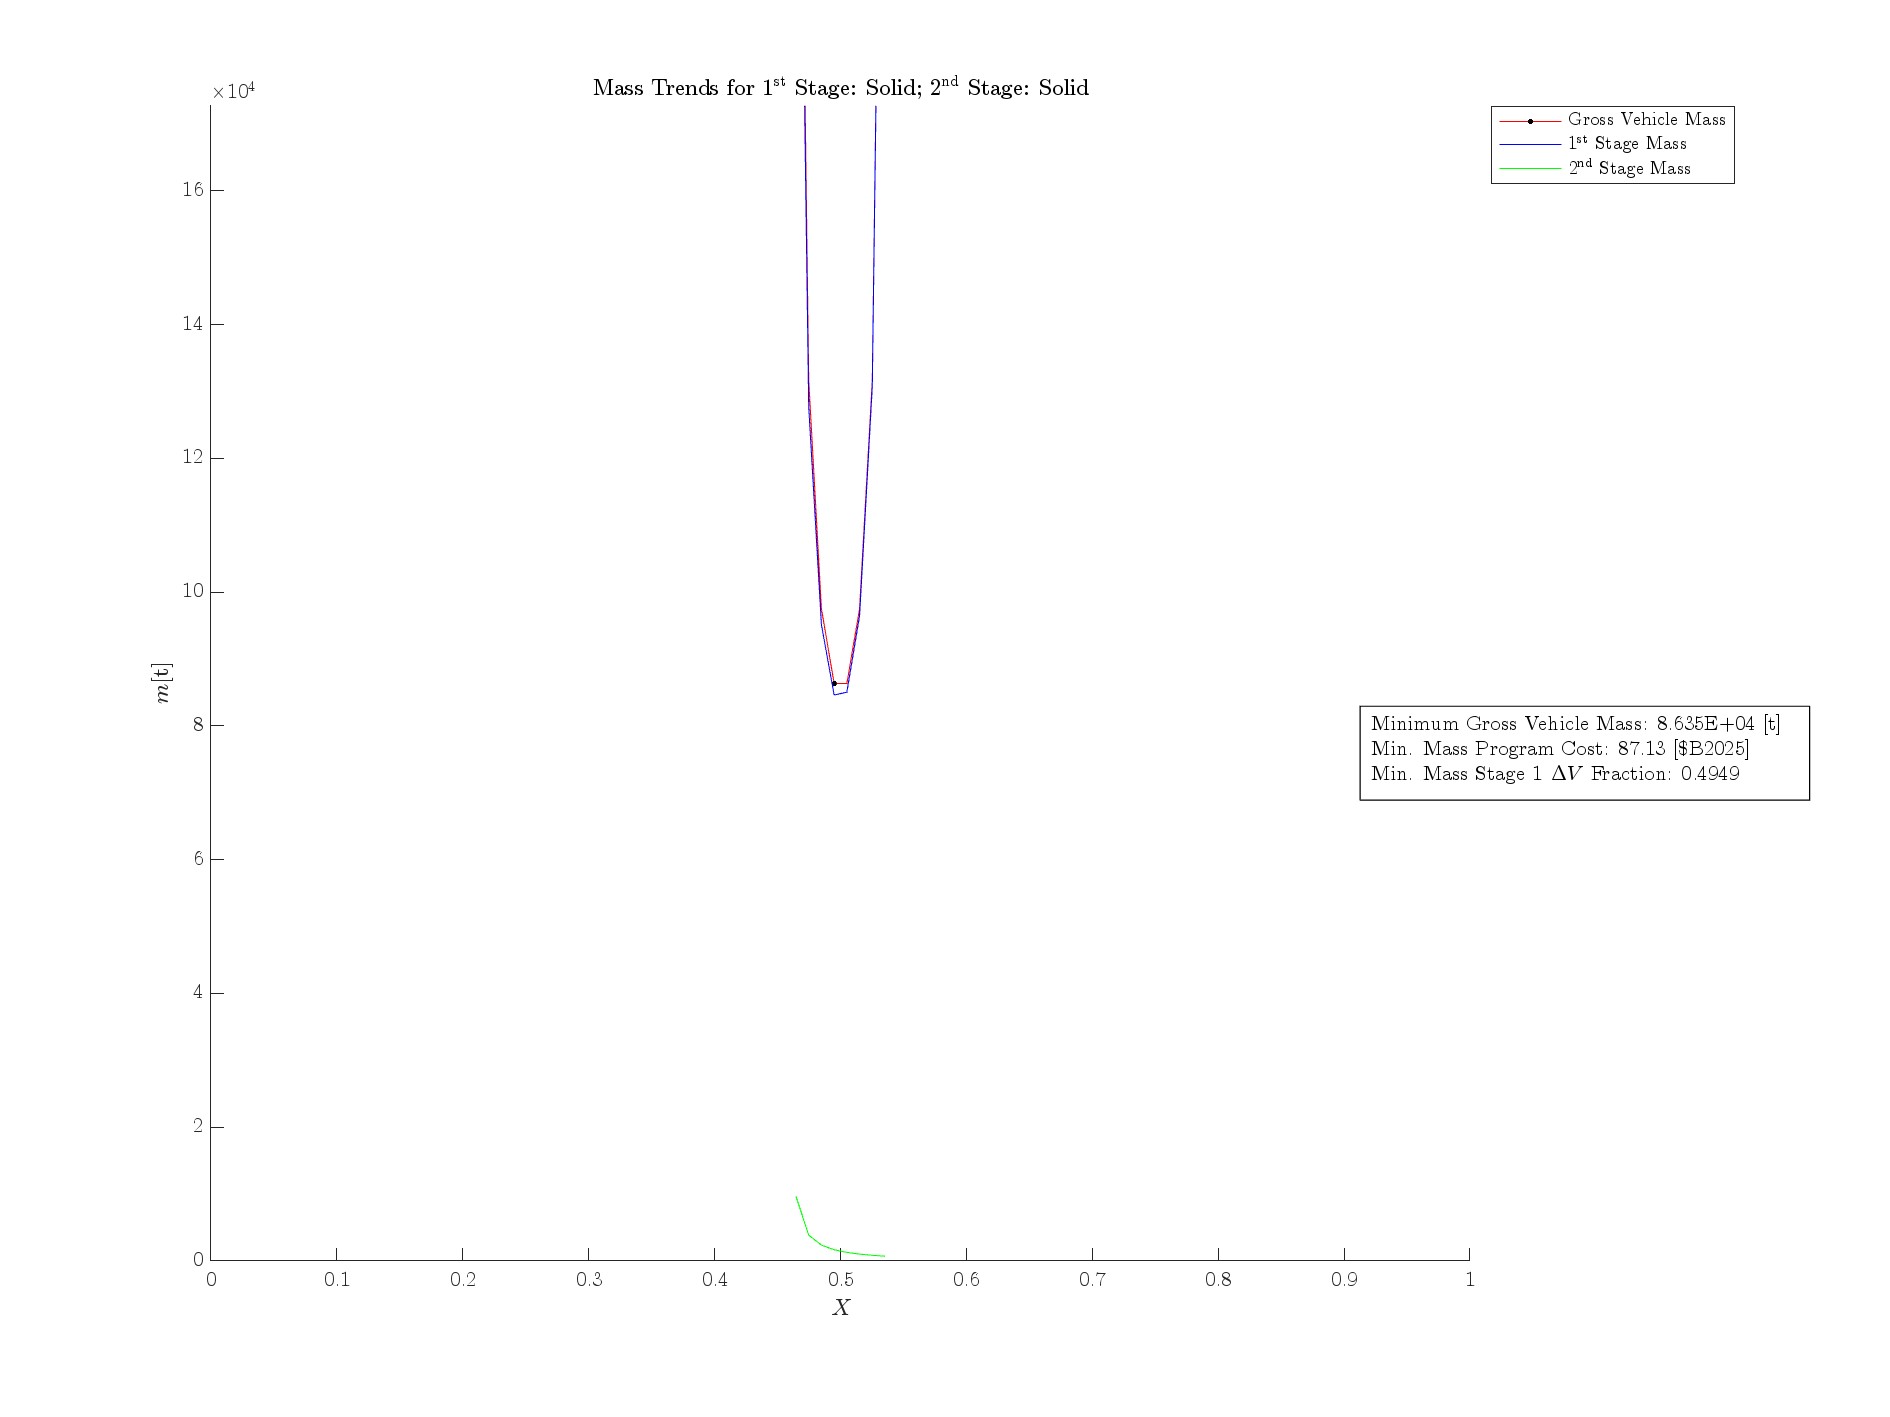 Mass Trends for 1st Stage: Solid; 2nd Stage: Solid
×10⁴
Gross Vehicle Mass
1st Stage Mass
2nd Stage Mass
16
14
12
10
8
6
4
2
0
m[t]
Minimum Gross Vehicle Mass: 8.635E+04 [t]
Min. Mass Program Cost: 87.13 [$B2025]
Min. Mass Stage 1 ΔV Fraction: 0.4949
0 0.1 0.2 0.3 0.4 0.5 0.6 0.7 0.8 0.9 1
X